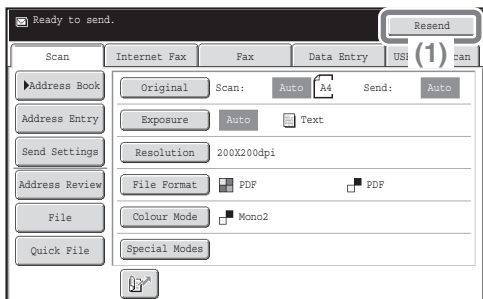 Ready to send.
Resend
Scan Internet Fax Fax Data Entry US can
(1)
Address Book Original Scan: Auto A4 Send: Auto
Address Entry Exposure Auto Text
Send Settings Resolution 200X200dpi
Address Review File Format PDF PDF
File Colour Mode Mono2
Quick File Special Modes